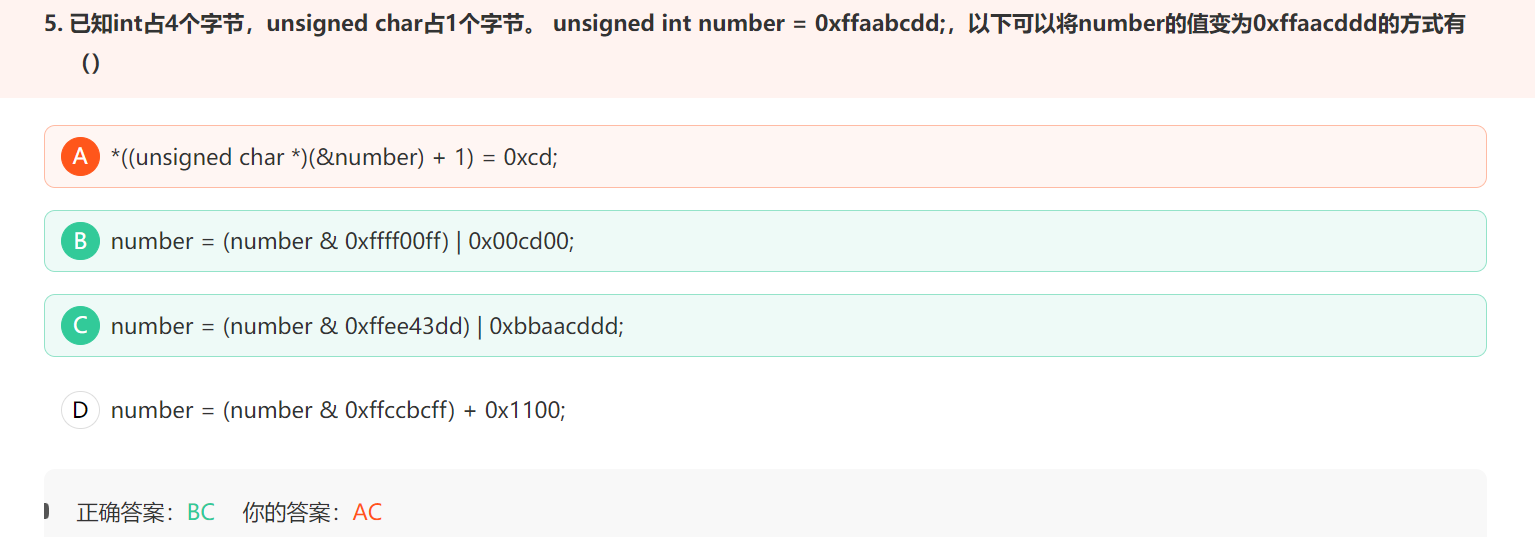 5. 已知int占4个字节，unsigned char占1个字节。 unsigned int number = 0xffaabcdd;，以下可以将number的值变为0xffaacddd的方式有
()
A *((unsigned char *)(&number) + 1) = 0xcd;
B number = (number & 0xffff00ff) | 0x00cd00;
C number = (number & 0xffee43dd) | 0xbbaacddd;
D number = (number & 0xffccbcff) + 0x1100;
正确答案：BC 你的答案：AC